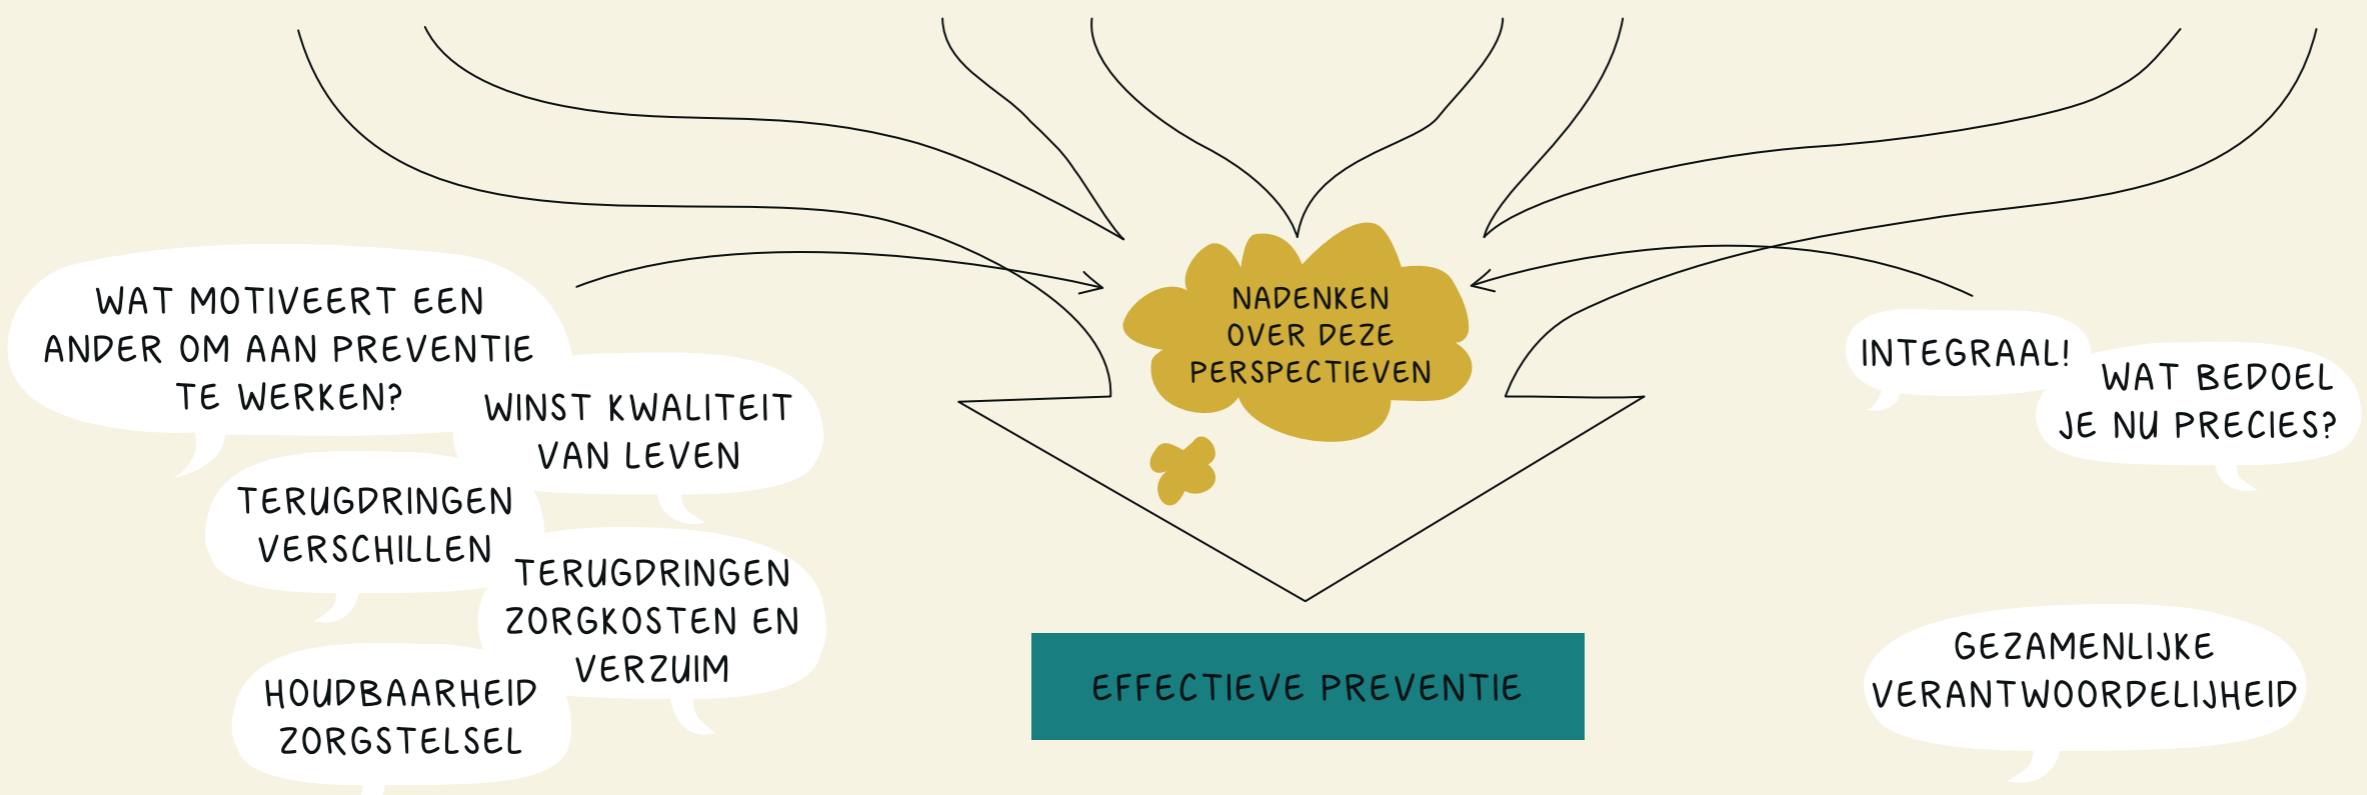 WAT MOTIVEERT EEN
ANDER OM AAN PREVENTIE
TE WERKEN?
WINST KWALITEIT
VAN LEVEN
TERUGDRINGEN
VERSCHILLEN
TERUGDRINGEN
ZORGKOSTEN EN
VERZUIM
HOUDBAARHEID
ZORGSTELSEL
NADENKEN
OVER DEZE
PERSPECTIEVEN
EFFECTIEVE PREVENTIE
INTEGRAAL!
WAT BEDOEL
JE NU PRECIES?
GEZAMENLIJKE
VERANTWOORDELIJHEID